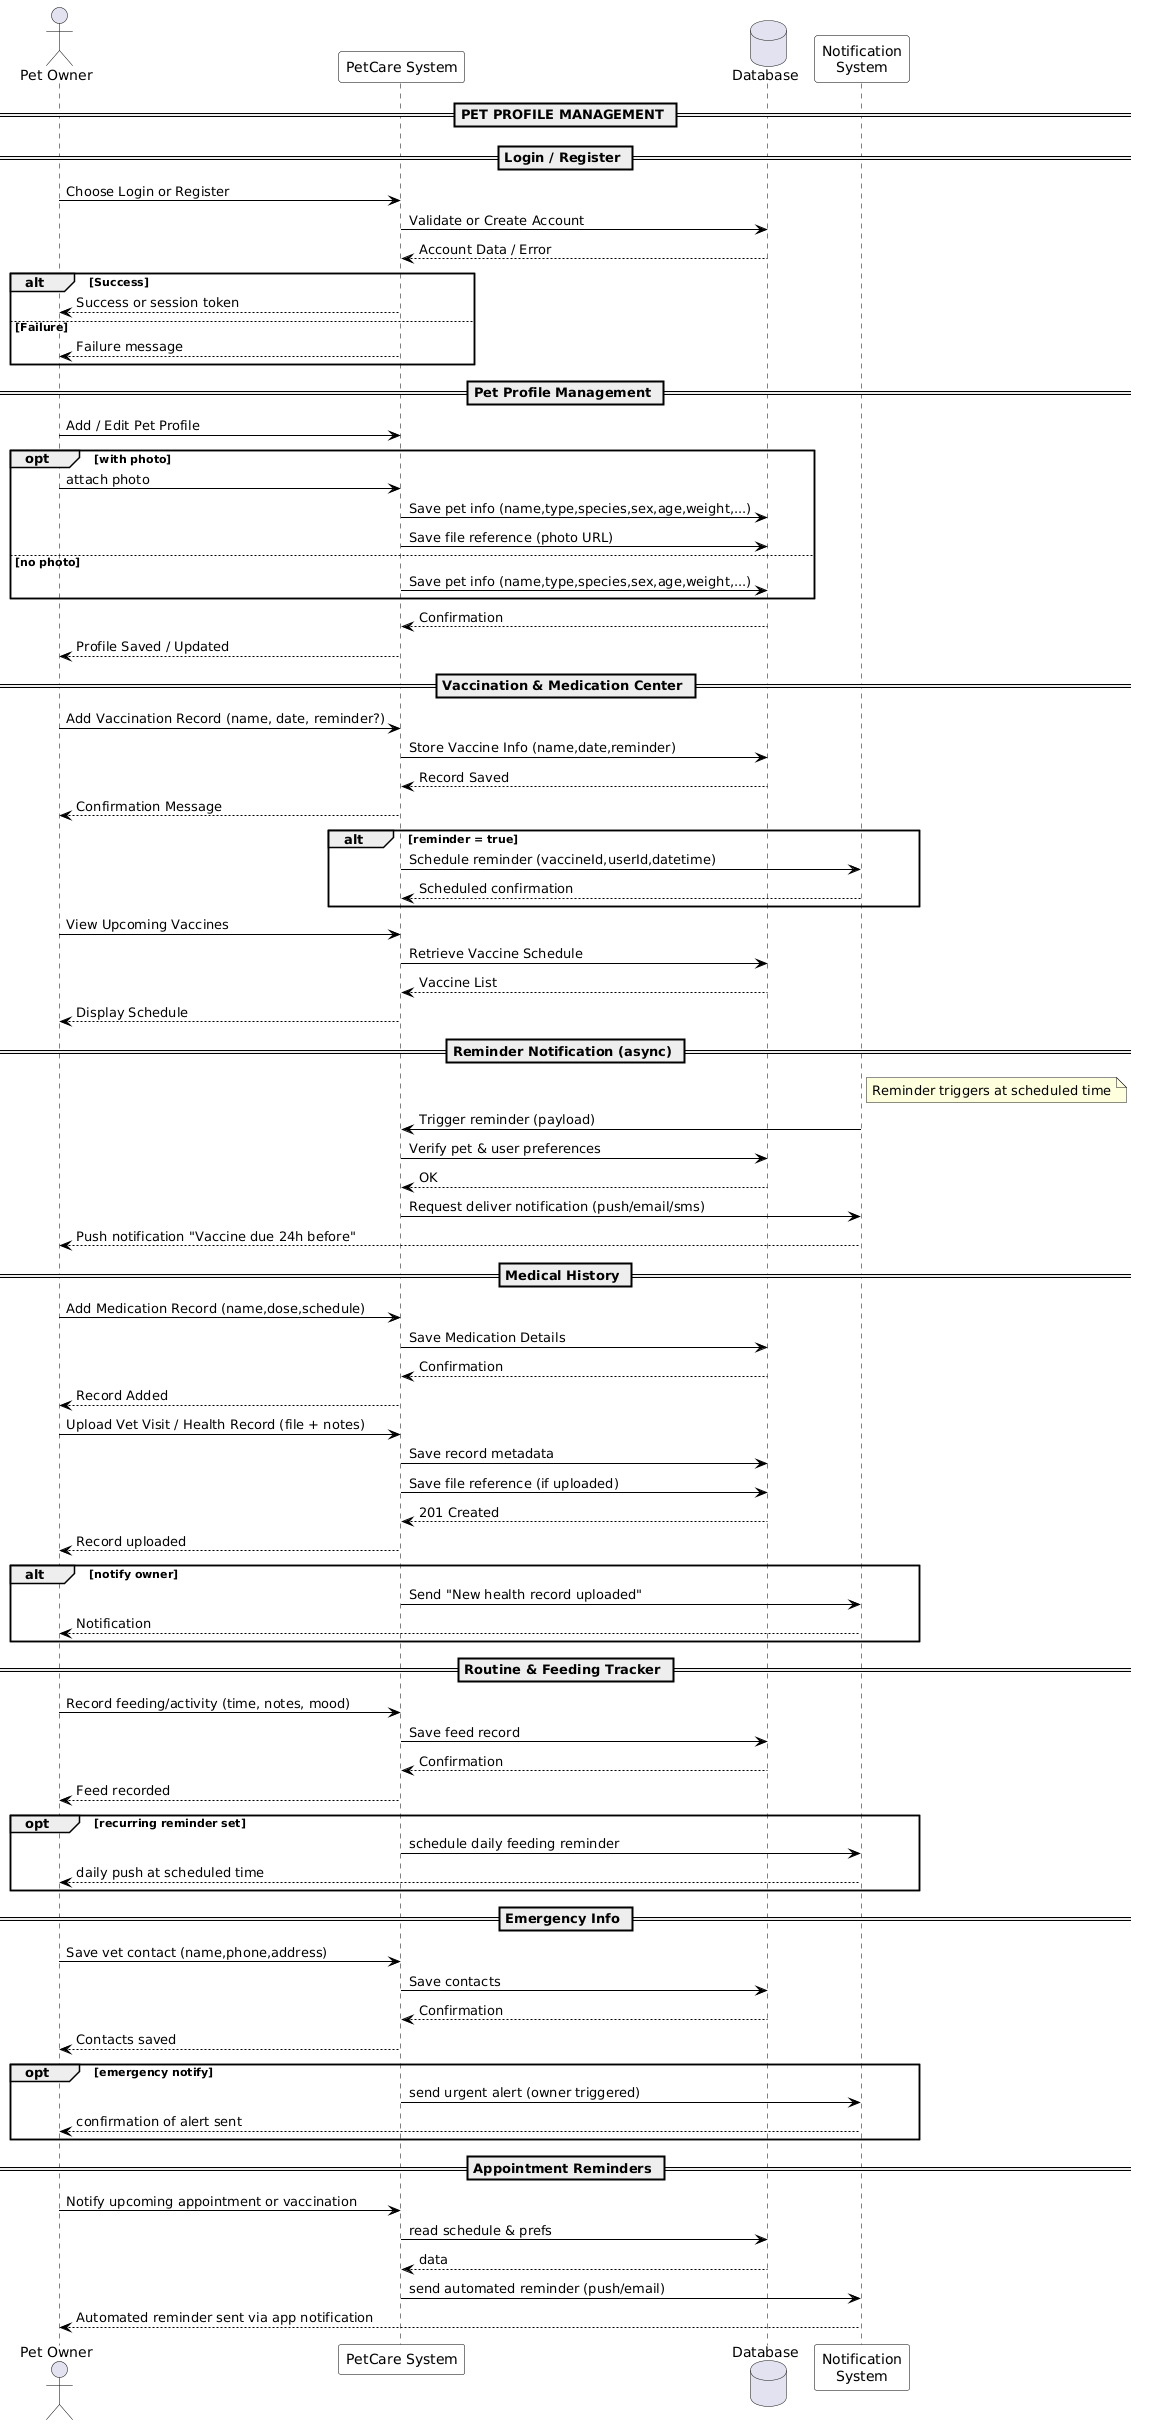 Pet Owner
PetCare System
Database
Notification
System
PET PROFILE MANAGEMENT
Login / Register
Choose Login or Register
Validate or Create Account
Account Data / Error
alt [Success]
Success or session token
[Failure]
Failure message
Pet Profile Management
Add / Edit Pet Profile
opt [with photo]
attach photo
Save pet info (name,type,species,sex,age,weight,...)
Save file reference (photo URL)
[no photo]
Save pet info (name,type,species,sex,age,weight,...)
Confirmation
Profile Saved / Updated
Vaccination & Medication Center
Add Vaccination Record (name, date, reminder?)
Store Vaccine Info (name,date,reminder)
Record Saved
Confirmation Message
alt [reminder = true]
Schedule reminder (vaccineId,userId,datetime)
Scheduled confirmation
View Upcoming Vaccines
Retrieve Vaccine Schedule
Vaccine List
Display Schedule
Reminder Notification (async)
Reminder triggers at scheduled time
Trigger reminder (payload)
Verify pet & user preferences
OK
Request deliver notification (push/email/sms)
Push notification "Vaccine due 24h before"
Medical History
Add Medication Record (name,dose,schedule)
Save Medication Details
Confirmation
Record Added
Upload Vet Visit / Health Record (file + notes)
Save record metadata
Save file reference (if uploaded)
201 Created
Record uploaded
alt [notify owner]
Send "New health record uploaded"
Notification
Routine & Feeding Tracker
Record feeding/activity (time, notes, mood)
Save feed record
Confirmation
Feed recorded
opt [recurring reminder set]
schedule daily feeding reminder
daily push at scheduled time
Emergency Info
Save vet contact (name,phone,address)
Save contacts
Confirmation
Contacts saved
opt [emergency notify]
send urgent alert (owner triggered)
confirmation of alert sent
Appointment Reminders
Notify upcoming appointment or vaccination
read schedule & prefs
data
send automated reminder (push/email)
Automated reminder sent via app notification
Pet Owner
PetCare System
Database
Notification
System